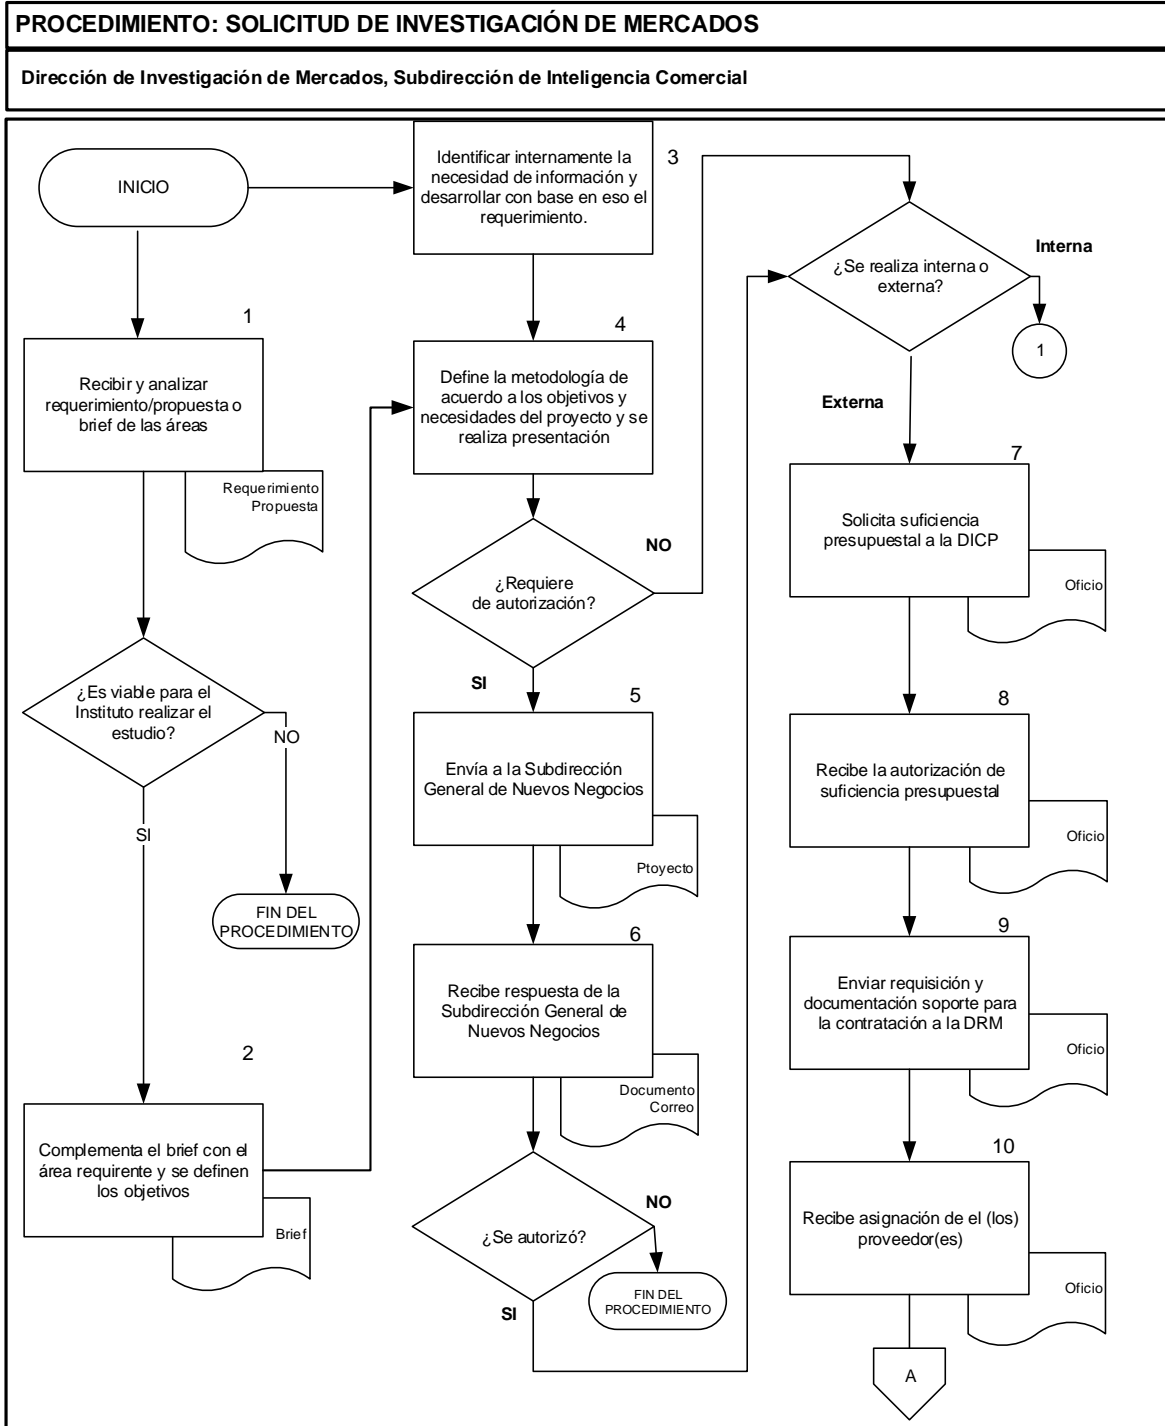 PROCEDIMIENTO: SOLICITUD DE INVESTIGACIÓN DE MERCADOS
Dirección de Investigación de Mercados, Subdirección de Inteligencia Comercial
INICIO
1
Recibir y analizar
requerimiento/propuesta o
brief de las áreas
Requerimiento
Propuesta
¿Es viable para el
Instituto realizar el
estudio?
NO
SI
FIN DEL
PROCEDIMIENTO
2
Complementa el brief con el
área requirente y se definen
los objetivos
Brief
3
Identificar internamente la
necesidad de información y
desarrollar con base en eso el
requerimiento.
4
Define la metodología de
acuerdo a los objetivos y
necesidades del proyecto y se
realiza presentación
NO
¿Requiere
de autorización?
SI
5
Envía a la Subdirección
General de Nuevos Negocios
Ptoyecto
6
Recibe respuesta de la
Subdirección General de
Nuevos Negocios
Documento
Correo
NO
¿Se autorizó?
SI
FIN DEL
PROCEDIMIENTO
¿Se realiza interna o
externa?
Interna
1
Externa
7
Solicita suficiencia
presupuestal a la DICP
Oficio
8
Recibe la autorización de
suficiencia presupuestal
Oficio
9
Enviar requisición y
documentación soporte para
la contratación a la DRM
Oficio
10
Recibe asignación de el (los)
proveedor(es)
Oficio
A